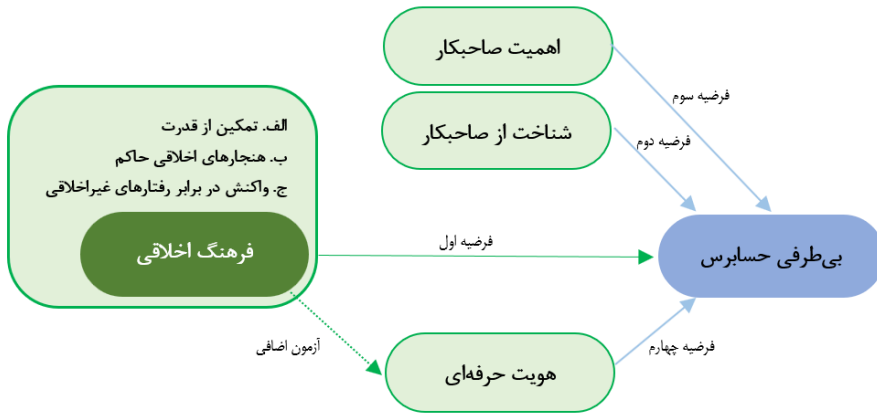 اهمیت صاحبکار
فرضیه سوم
شناخت از صاحبکار
فرضیه دوم
الف. تمکین از قدرت
ب. هنجارهای اخلاقی حاکم
ج. واکنش در برابر رفتارهای غیراخلاقی
فرهنگ اخلاقی
فرضیه اول
بی‌طرفی حسابرس
آزمون اضافی
فرضیه چهارم
هویت حرفه‌ای